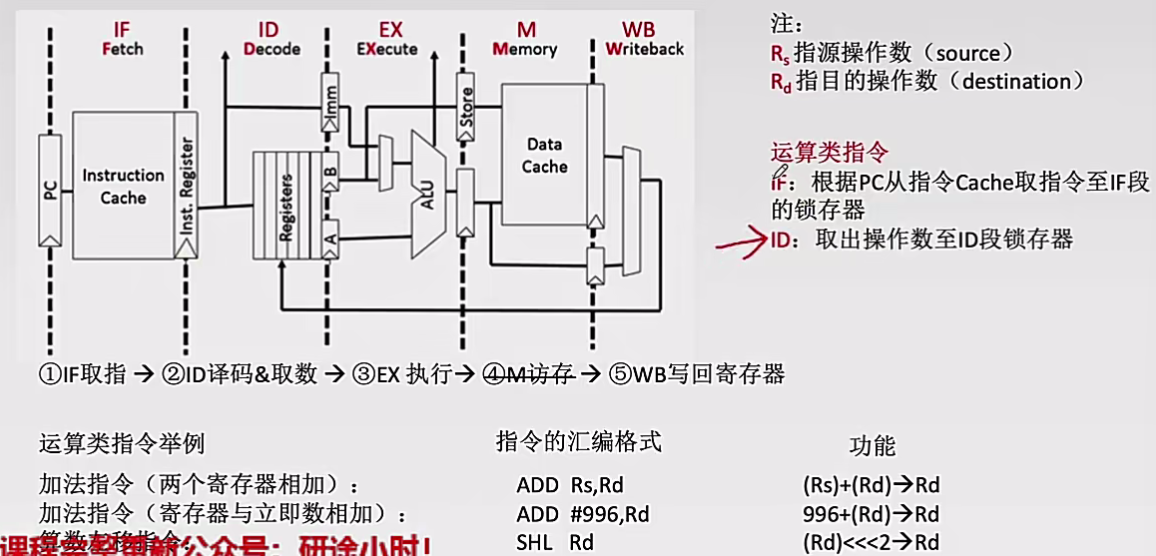 IF
Fetch
ID
Decode
EX
EXecute
M
Memory
WB
Writeback
PC
Instruction
Cache
Inst. Register
Registers
Imm
B
A
ALU
Store
Data
Cache
注：
Rs 指源操作数（source）
Rd 指目的操作数（destination）
运算类指令
IF：根据PC从指令Cache取指令至IF段
的锁存器
ID：取出操作数至ID段锁存器
①IF取指 → ②ID译码&取数 → ③EX 执行→ ④M访存 → ⑤WB写回寄存器
运算类指令举例 指令的汇编格式 功能
加法指令（两个寄存器相加）： ADD Rs,Rd (Rs)+(Rd)→Rd
加法指令（寄存器与立即数相加）： ADD #996,Rd 996+(Rd)→Rd
算数左移指令： SHL Rd (Rd)<<<2→Rd
公众号：研途小时!